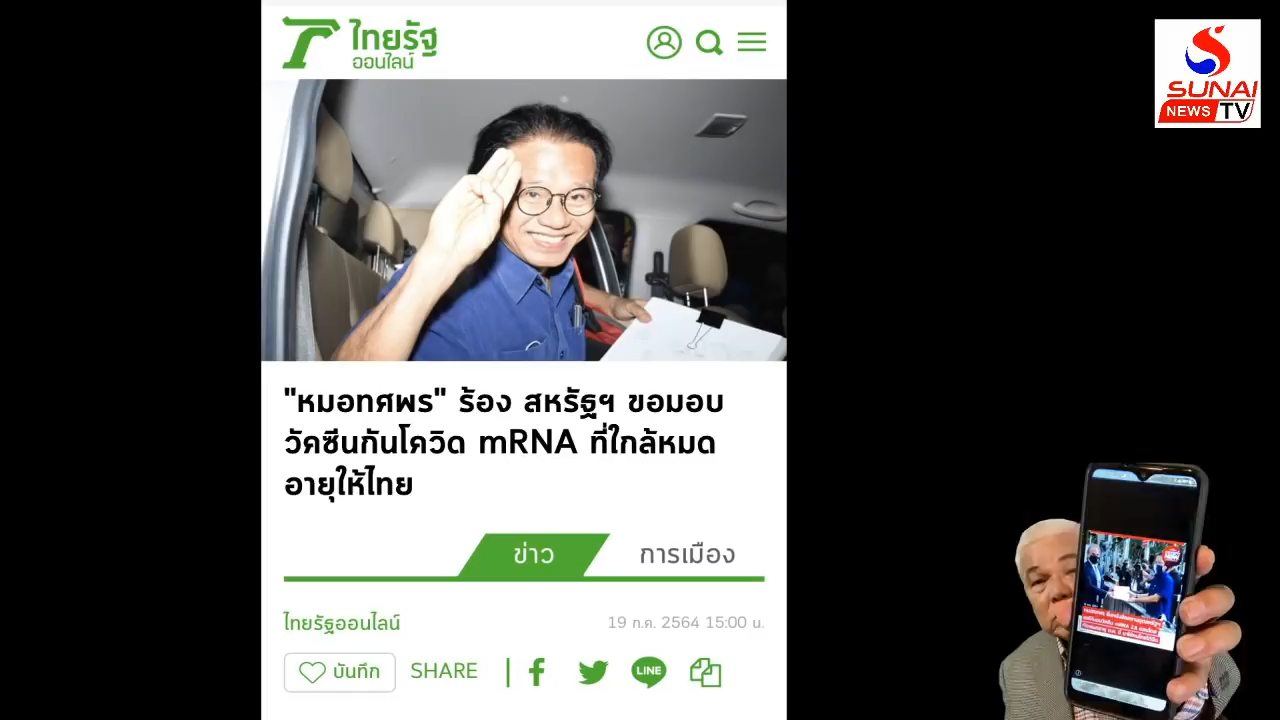 ไทยรัฐ
ออนไลน์
SUNAI
NEWS TV
"หมอทศพร" ร้อง สหรัฐฯ ขอมอบ
วัคซีนกันโควิด mRNA ที่ใกล้หมด
อายุให้ไทย
ข่าว การเมือง
ไทยรัฐออนไลน์ 19 ก.ค. 2564 15:00 น.
บันทึก SHARE LINE